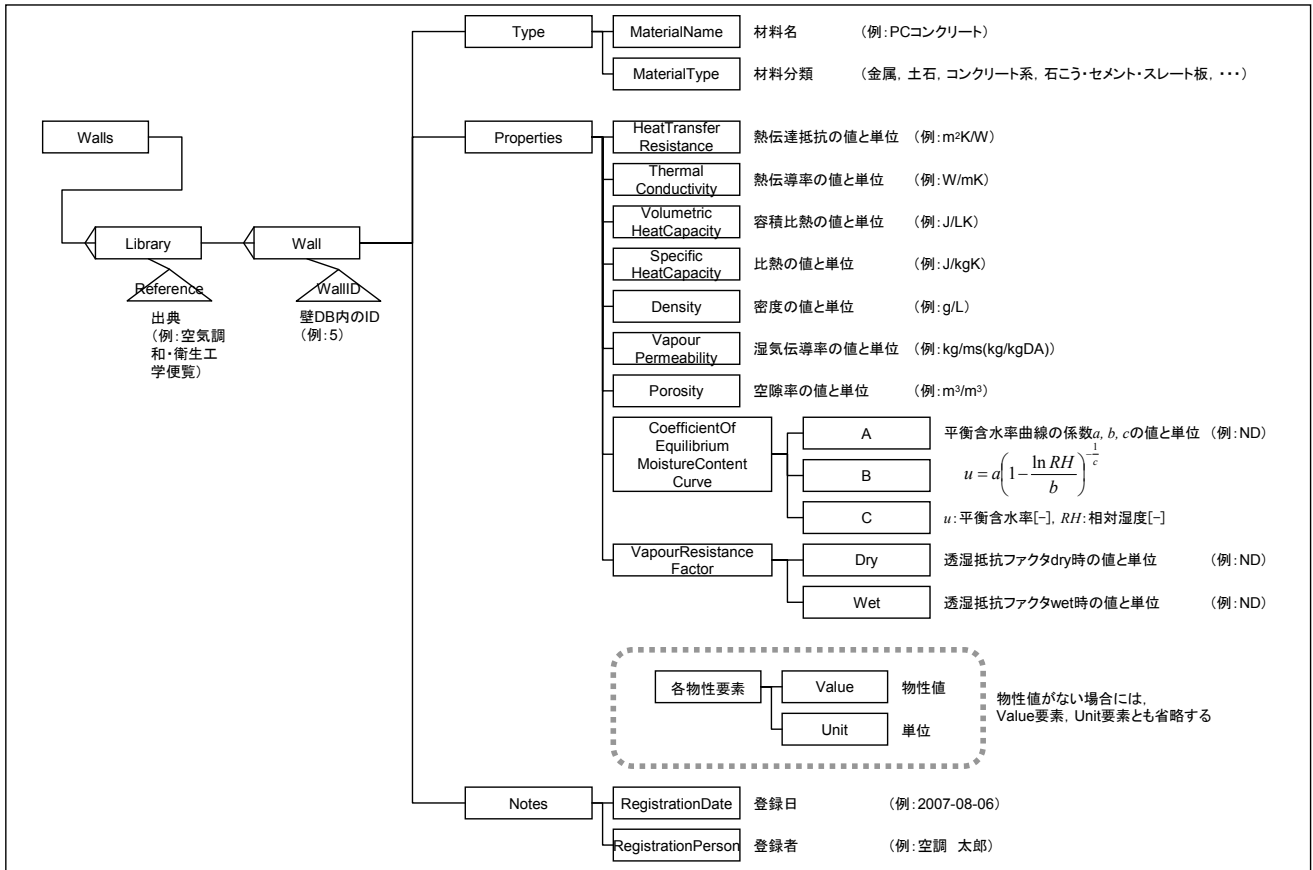 Type
MaterialName
材料名 (例:PCコンクリート)
MaterialType
材料分類 (金属, 土石, コンクリート系, 石こう・セメント・スレート板, ・・・)
Walls
Properties
HeatTransfer
Resistance
熱伝達抵抗の値と単位 (例:m²K/W)
Thermal
Conductivity
熱伝導率の値と単位 (例:W/mK)
Volumetric
HeatCapacity
容積比熱の値と単位 (例:J/LK)
Library
Wall
Specific
HeatCapacity
比熱の値と単位 (例:J/kgK)
Reference
WallID
出典
(例:空気調
和・衛生工
学便覧)
壁DB内のID
(例:5)
Density
密度の値と単位 (例:g/L)
Vapour
Permeability
湿気伝導率の値と単位 (例:kg/ms(kg/kgDA))
Porosity
空隙率の値と単位 (例:m³/m³)
CoefficientOf
Equilibrium
MoistureContent
Curve
A
平衡含水率曲線の係数a, b, cの値と単位 (例:ND)
B
u = a(1 − ln RH / b)^(−1/c)
C
u:平衡含水率[-], RH:相対湿度[-]
VapourResistance
Factor
Dry
透湿抵抗ファクタdry時の値と単位 (例:ND)
Wet
透湿抵抗ファクタwet時の値と単位 (例:ND)
各物性要素
Value
物性値
Unit
単位
物性値がない場合には,
Value要素, Unit要素とも省略する
Notes
RegistrationDate
登録日 (例:2007-08-06)
RegistrationPerson
登録者 (例:空調 太郎)